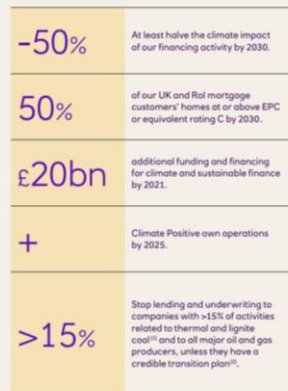 -50%
At least halve the climate impact
of our financing activity by 2030.
50%
of our UK and RoI mortgage
customers' homes at or above EPC
or equivalent rating C by 2030.
£20bn
additional funding and financing
for climate and sustainable finance
by 2021.
+
Climate Positive own operations
by 2025.
>15%
Stop lending and underwriting to
companies with >15% of activities
related to thermal and lignite
coal(1) and to all major oil and gas
producers, unless they have a
credible transition plan(2).